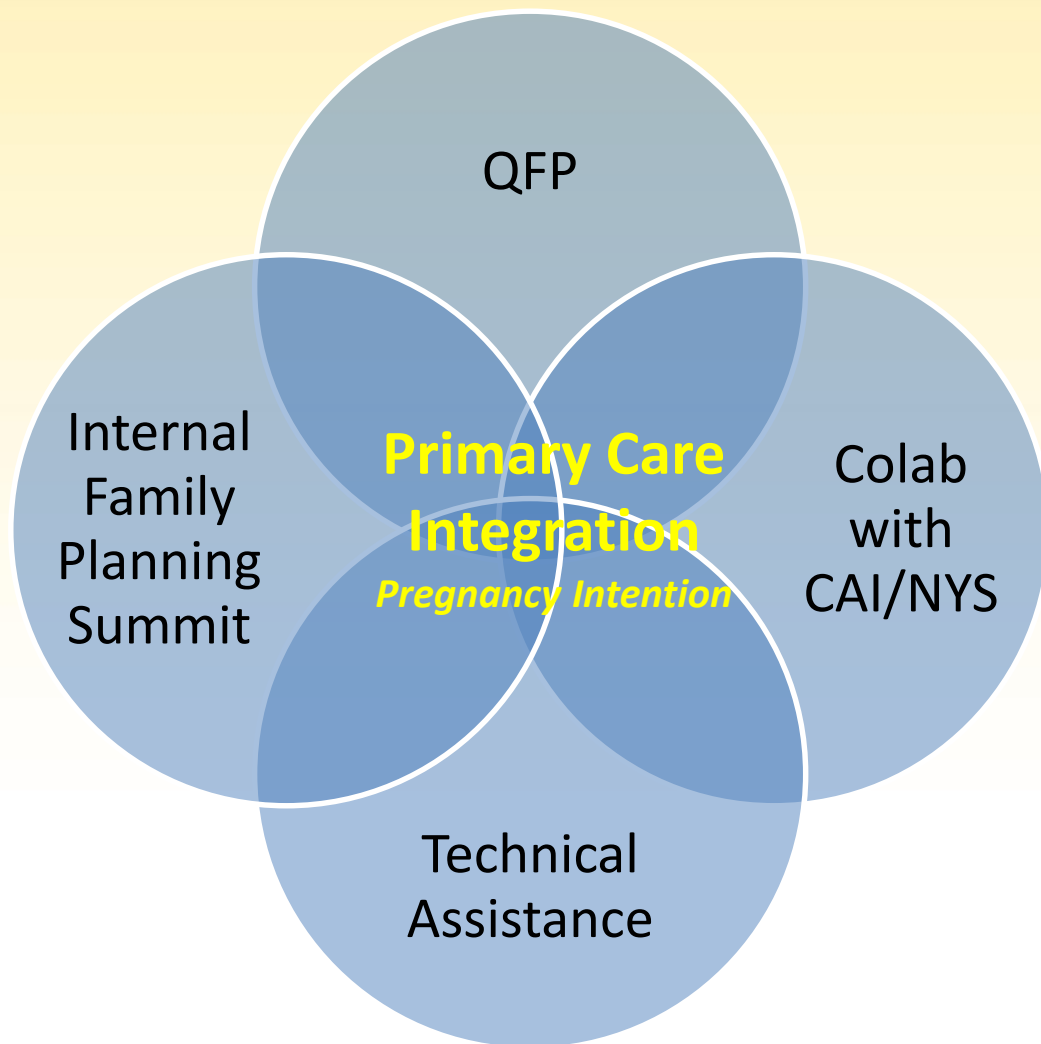 QFP
Internal
Family
Planning
Summit
Primary Care
Integration
Pregnancy Intention
Colab
with
CAI/NYS
Technical
Assistance